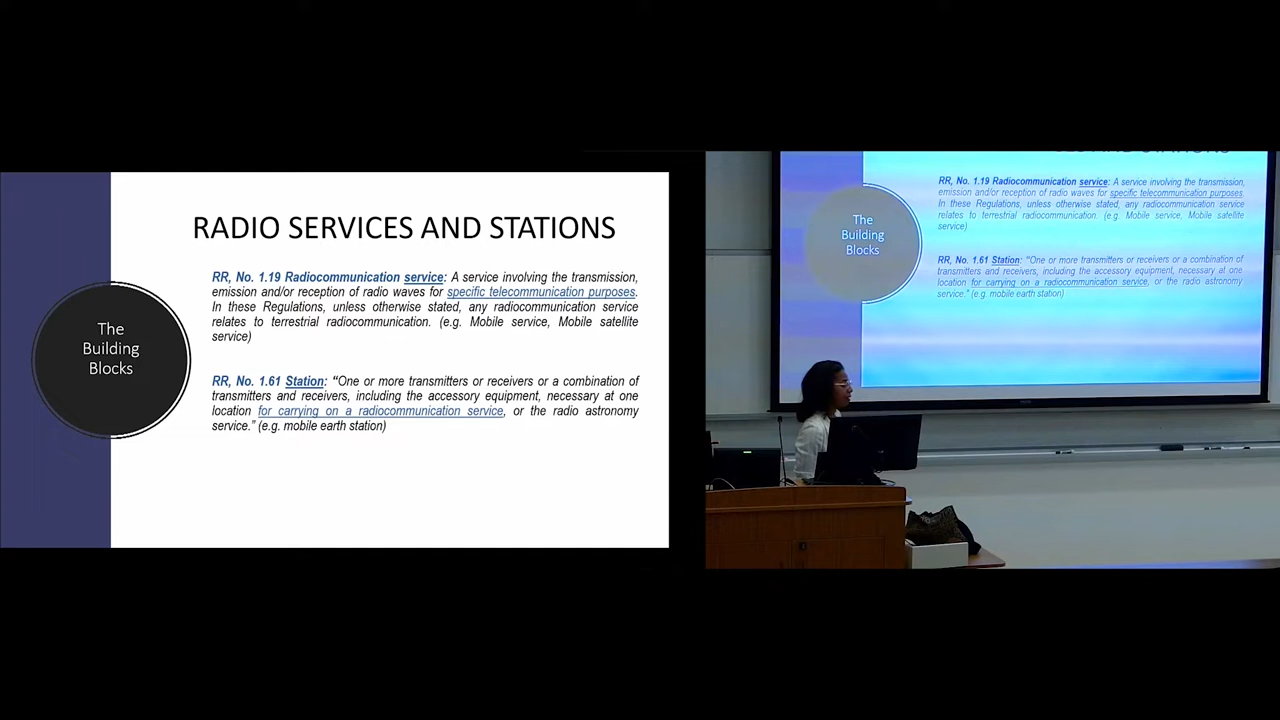 RADIO SERVICES AND STATIONS
The
Building
Blocks
RR, No. 1.19 Radiocommunication service: A service involving the transmission,
emission and/or reception of radio waves for specific telecommunication purposes.
In these Regulations, unless otherwise stated, any radiocommunication service
relates to terrestrial radiocommunication. (e.g. Mobile service, Mobile satellite
service)
RR, No. 1.61 Station: “One or more transmitters or receivers or a combination of
transmitters and receivers, including the accessory equipment, necessary at one
location for carrying on a radiocommunication service, or the radio astronomy
service.” (e.g. mobile earth station)
The
Building
Blocks
RR, No. 1.19 Radiocommunication service: A service involving the transmission,
emission and/or reception of radio waves for specific telecommunication purposes.
In these Regulations, unless otherwise stated, any radiocommunication service
relates to terrestrial radiocommunication. (e.g. Mobile service, Mobile satellite
service)
RR, No. 1.61 Station: “One or more transmitters or receivers or a combination of
transmitters and receivers, including the accessory equipment, necessary at one
location for carrying on a radiocommunication service, or the radio astronomy
service.” (e.g. mobile earth station)